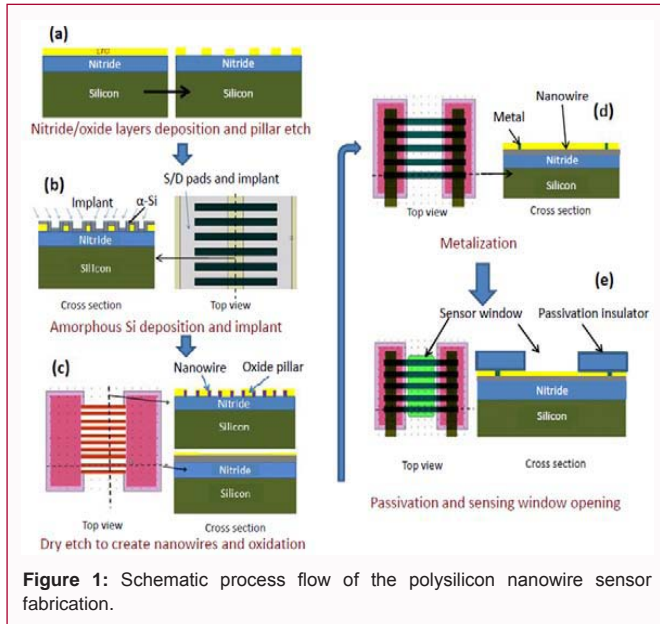 (a)
LTO
Nitride
Nitride
Silicon
Silicon
Nitride/oxide layers deposition and pillar etch
(b)
S/D pads and implant
Implant
α-Si
Nitride
Silicon
Cross section
Top view
Amorphous Si deposition and implant
(c)
Nanowire
Oxide pillar
Nitride
Silicon
Nitride
Silicon
Top view
Cross section
Dry etch to create nanowires and oxidation
Nanowire
Metal
(d)
Nitride
Silicon
Top view
Cross section
Metalization
(e)
Sensor window
Passivation insulator
Nitride
Silicon
Top view
Cross section
Passivation and sensing window opening
Figure 1: Schematic process flow of the polysilicon nanowire sensor
fabrication.